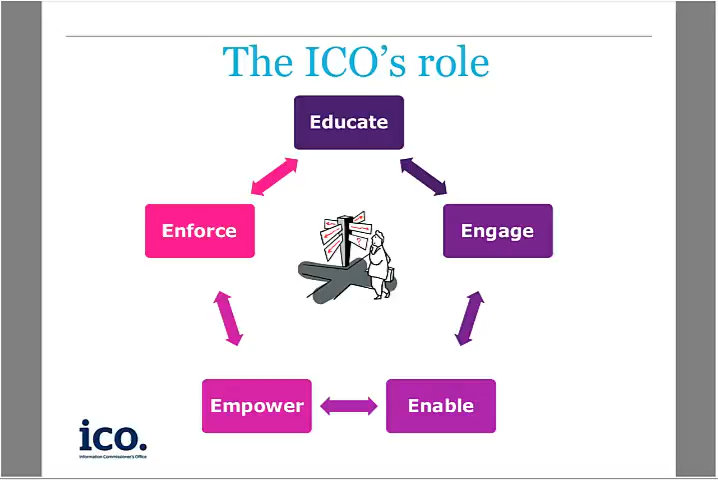 The ICO’s role
Educate
Enforce
Engage
Empower
Enable
ico.
Information Commissioner's Office